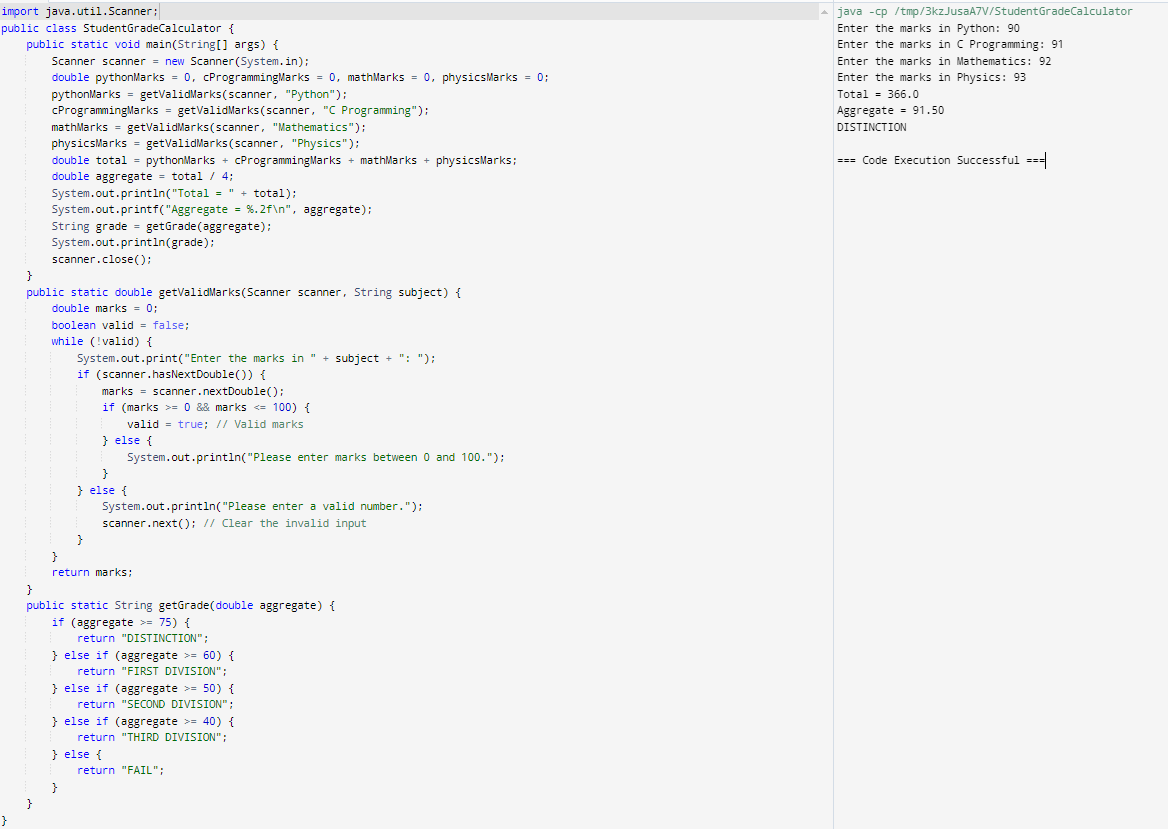 import java.util.Scanner;
public class StudentGradeCalculator {
    public static void main(String[] args) {
        Scanner scanner = new Scanner(System.in);
        double pythonMarks = 0, cProgrammingMarks = 0, mathMarks = 0, physicsMarks = 0;
        pythonMarks = getValidMarks(scanner, "Python");
        cProgrammingMarks = getValidMarks(scanner, "C Programming");
        mathMarks = getValidMarks(scanner, "Mathematics");
        physicsMarks = getValidMarks(scanner, "Physics");
        double total = pythonMarks + cProgrammingMarks + mathMarks + physicsMarks;
        double aggregate = total / 4;
        System.out.println("Total = " + total);
        System.out.printf("Aggregate = %.2f\n", aggregate);
        String grade = getGrade(aggregate);
        System.out.println(grade);
        scanner.close();
    }
    public static double getValidMarks(Scanner scanner, String subject) {
        double marks = 0;
        boolean valid = false;
        while (!valid) {
            System.out.print("Enter the marks in " + subject + ": ");
            if (scanner.hasNextDouble()) {
                marks = scanner.nextDouble();
                if (marks >= 0 && marks <= 100) {
                    valid = true; // Valid marks
                } else {
                    System.out.println("Please enter marks between 0 and 100.");
                }
            } else {
                System.out.println("Please enter a valid number.");
                scanner.next(); // Clear the invalid input
            }
        }
        return marks;
    }
    public static String getGrade(double aggregate) {
        if (aggregate >= 75) {
            return "DISTINCTION";
        } else if (aggregate >= 60) {
            return "FIRST DIVISION";
        } else if (aggregate >= 50) {
            return "SECOND DIVISION";
        } else if (aggregate >= 40) {
            return "THIRD DIVISION";
        } else {
            return "FAIL";
        }
    }
}
java -cp /tmp/3kzJusaA7V/StudentGradeCalculator
Enter the marks in Python: 90
Enter the marks in C Programming: 91
Enter the marks in Mathematics: 92
Enter the marks in Physics: 93
Total = 366.0
Aggregate = 91.50
DISTINCTION
=== Code Execution Successful ===